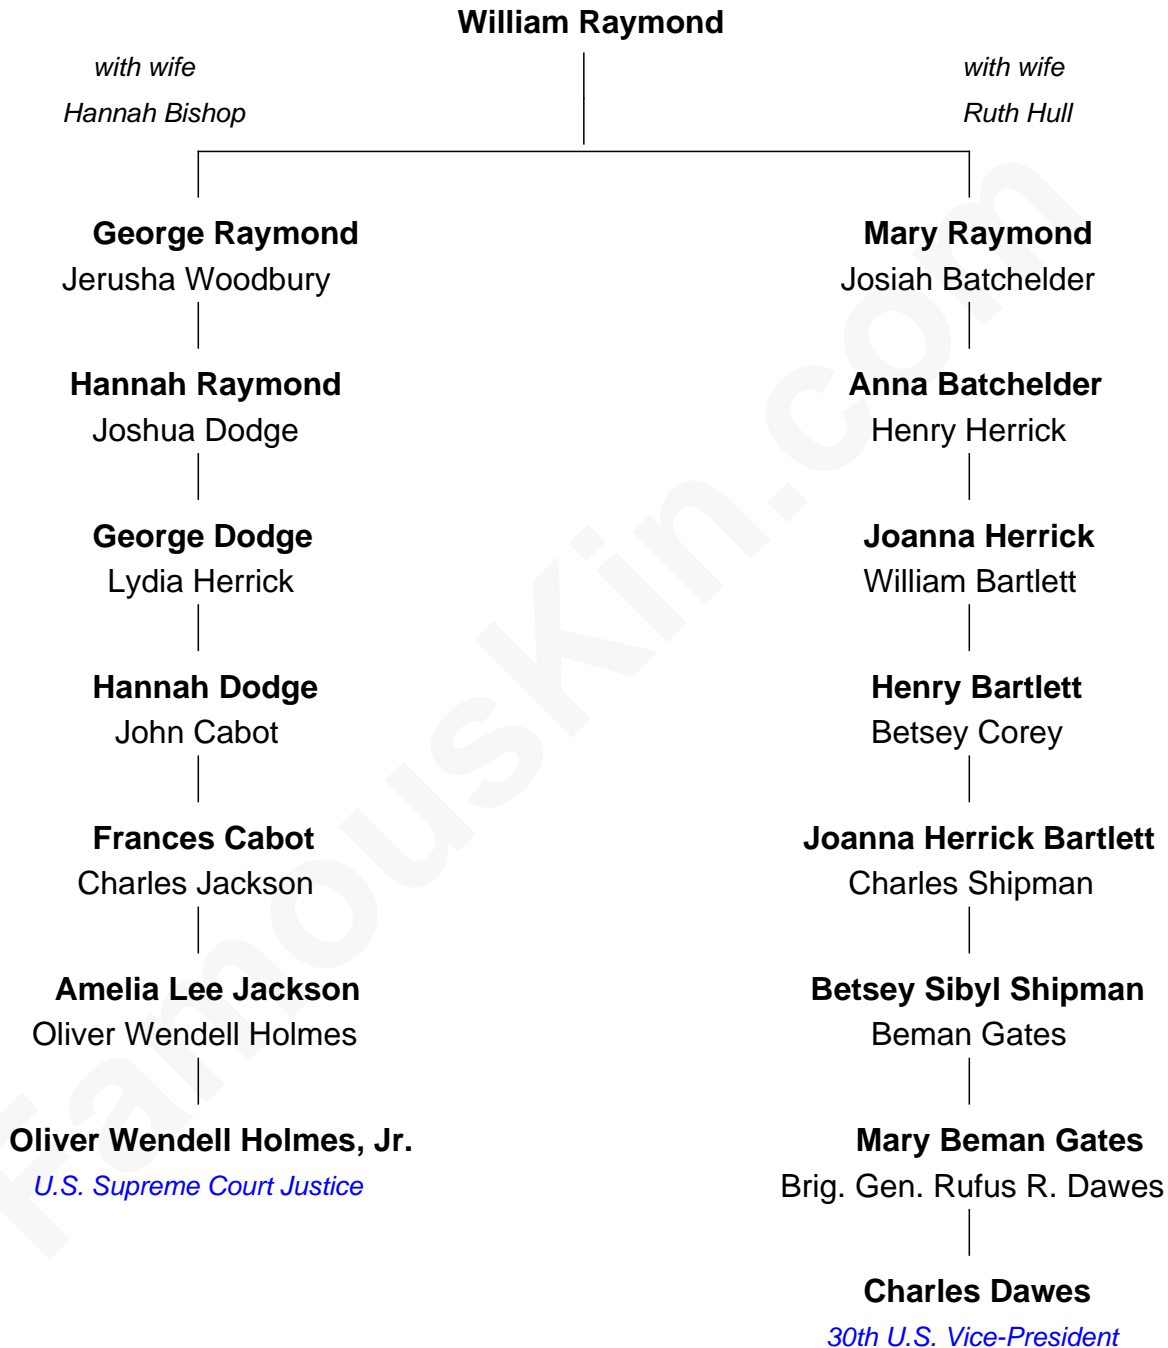 William Raymond
with wife
Hannah Bishop
with wife
Ruth Hull
George Raymond
Jerusha Woodbury
Mary Raymond
Josiah Batchelder
Hannah Raymond
Joshua Dodge
Anna Batchelder
Henry Herrick
George Dodge
Lydia Herrick
Joanna Herrick
William Bartlett
Hannah Dodge
John Cabot
Henry Bartlett
Betsey Corey
Frances Cabot
Charles Jackson
Joanna Herrick Bartlett
Charles Shipman
Amelia Lee Jackson
Oliver Wendell Holmes
Betsey Sibyl Shipman
Beman Gates
Oliver Wendell Holmes, Jr.
U.S. Supreme Court Justice
Mary Beman Gates
Brig. Gen. Rufus R. Dawes
Charles Dawes
30th U.S. Vice-President
FamousKin.com